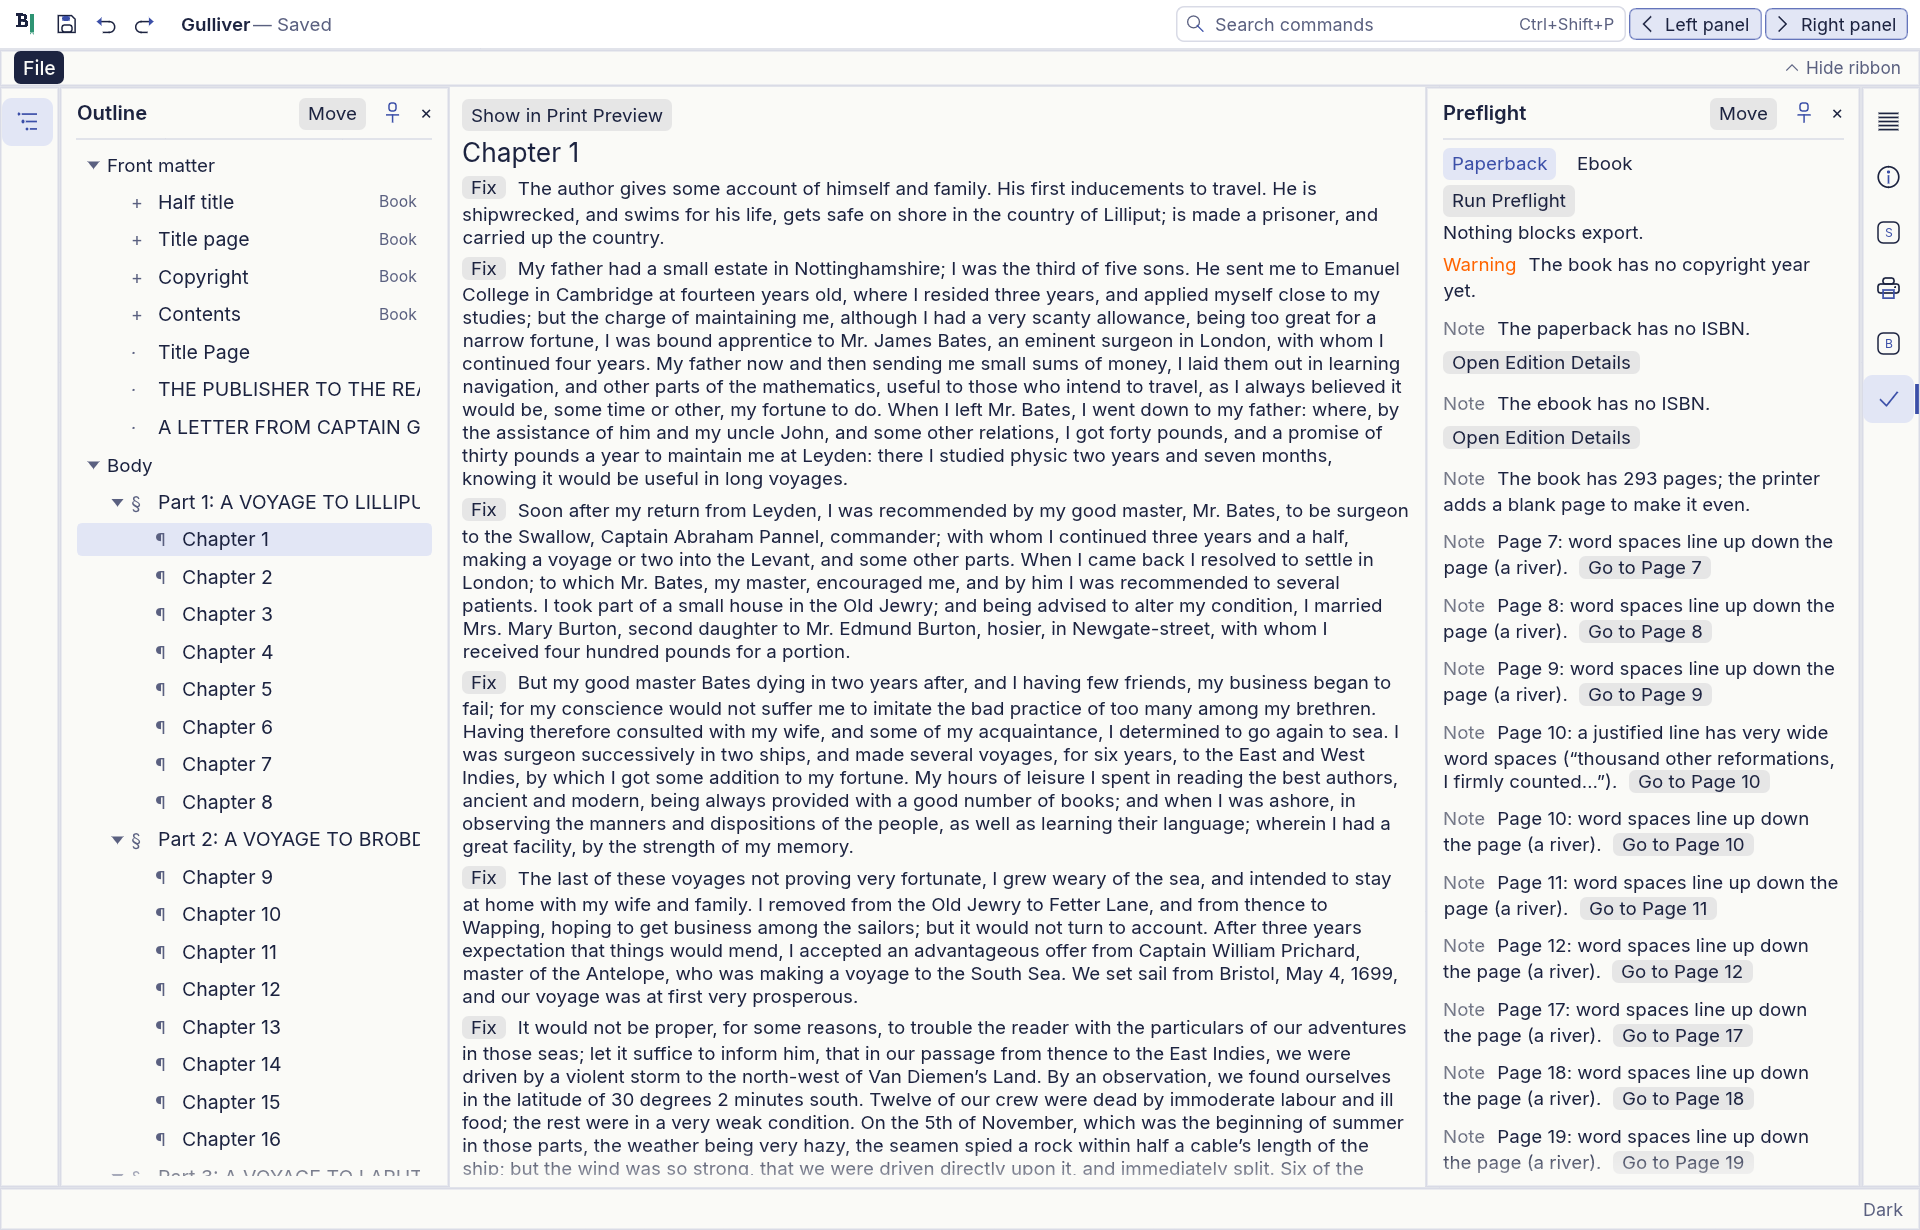 B
Gulliver — Saved
Search commands Ctrl+Shift+P
Left panel
Right panel
File
Hide ribbon
Outline Move ×
Front matter
+ Half title Book
+ Title page Book
+ Copyright Book
+ Contents Book
· Title Page
· THE PUBLISHER TO THE REA
· A LETTER FROM CAPTAIN G
Body
§ Part 1: A VOYAGE TO LILLIPU
¶ Chapter 1
¶ Chapter 2
¶ Chapter 3
¶ Chapter 4
¶ Chapter 5
¶ Chapter 6
¶ Chapter 7
¶ Chapter 8
§ Part 2: A VOYAGE TO BROBD
¶ Chapter 9
¶ Chapter 10
¶ Chapter 11
¶ Chapter 12
¶ Chapter 13
¶ Chapter 14
¶ Chapter 15
¶ Chapter 16
§ Part 3: A VOYAGE TO LAPUT
Show in Print Preview
Chapter 1
Fix The author gives some account of himself and family. His first inducements to travel. He is
shipwrecked, and swims for his life, gets safe on shore in the country of Lilliput; is made a prisoner, and
carried up the country.
Fix My father had a small estate in Nottinghamshire; I was the third of five sons. He sent me to Emanuel
College in Cambridge at fourteen years old, where I resided three years, and applied myself close to my
studies; but the charge of maintaining me, although I had a very scanty allowance, being too great for a
narrow fortune, I was bound apprentice to Mr. James Bates, an eminent surgeon in London, with whom I
continued four years. My father now and then sending me small sums of money, I laid them out in learning
navigation, and other parts of the mathematics, useful to those who intend to travel, as I always believed it
would be, some time or other, my fortune to do. When I left Mr. Bates, I went down to my father: where, by
the assistance of him and my uncle John, and some other relations, I got forty pounds, and a promise of
thirty pounds a year to maintain me at Leyden: there I studied physic two years and seven months,
knowing it would be useful in long voyages.
Fix Soon after my return from Leyden, I was recommended by my good master, Mr. Bates, to be surgeon
to the Swallow, Captain Abraham Pannel, commander; with whom I continued three years and a half,
making a voyage or two into the Levant, and some other parts. When I came back I resolved to settle in
London; to which Mr. Bates, my master, encouraged me, and by him I was recommended to several
patients. I took part of a small house in the Old Jewry; and being advised to alter my condition, I married
Mrs. Mary Burton, second daughter to Mr. Edmund Burton, hosier, in Newgate-street, with whom I
received four hundred pounds for a portion.
Fix But my good master Bates dying in two years after, and I having few friends, my business began to
fail; for my conscience would not suffer me to imitate the bad practice of too many among my brethren.
Having therefore consulted with my wife, and some of my acquaintance, I determined to go again to sea. I
was surgeon successively in two ships, and made several voyages, for six years, to the East and West
Indies, by which I got some addition to my fortune. My hours of leisure I spent in reading the best authors,
ancient and modern, being always provided with a good number of books; and when I was ashore, in
observing the manners and dispositions of the people, as well as learning their language; wherein I had a
great facility, by the strength of my memory.
Fix The last of these voyages not proving very fortunate, I grew weary of the sea, and intended to stay
at home with my wife and family. I removed from the Old Jewry to Fetter Lane, and from thence to
Wapping, hoping to get business among the sailors; but it would not turn to account. After three years
expectation that things would mend, I accepted an advantageous offer from Captain William Prichard,
master of the Antelope, who was making a voyage to the South Sea. We set sail from Bristol, May 4, 1699,
and our voyage was at first very prosperous.
Fix It would not be proper, for some reasons, to trouble the reader with the particulars of our adventures
in those seas; let it suffice to inform him, that in our passage from thence to the East Indies, we were
driven by a violent storm to the north-west of Van Diemen’s Land. By an observation, we found ourselves
in the latitude of 30 degrees 2 minutes south. Twelve of our crew were dead by immoderate labour and ill
food; the rest were in a very weak condition. On the 5th of November, which was the beginning of summer
in those parts, the weather being very hazy, the seamen spied a rock within half a cable’s length of the
ship; but the wind was so strong, that we were driven directly upon it, and immediately split. Six of the
Preflight Move ×
Paperback Ebook
Run Preflight
Nothing blocks export.
Warning The book has no copyright year
yet.
Note The paperback has no ISBN.
Open Edition Details
Note The ebook has no ISBN.
Open Edition Details
Note The book has 293 pages; the printer
adds a blank page to make it even.
Note Page 7: word spaces line up down the
page (a river). Go to Page 7
Note Page 8: word spaces line up down the
page (a river). Go to Page 8
Note Page 9: word spaces line up down the
page (a river). Go to Page 9
Note Page 10: a justified line has very wide
word spaces (“thousand other reformations,
I firmly counted…”). Go to Page 10
Note Page 10: word spaces line up down
the page (a river). Go to Page 10
Note Page 11: word spaces line up down the
page (a river). Go to Page 11
Note Page 12: word spaces line up down
the page (a river). Go to Page 12
Note Page 17: word spaces line up down
the page (a river). Go to Page 17
Note Page 18: word spaces line up down
the page (a river). Go to Page 18
Note Page 19: word spaces line up down
the page (a river). Go to Page 19
S
B
Dark